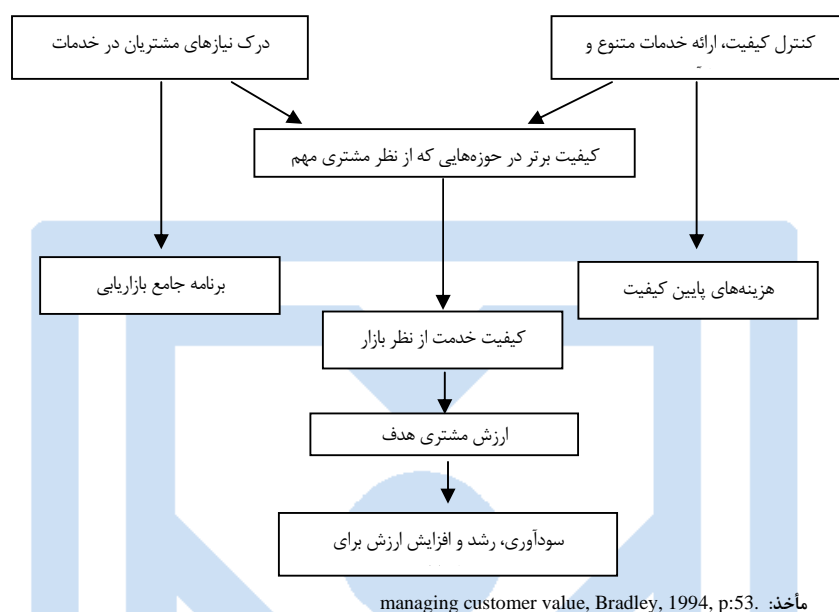 کنترل کیفیت، ارائه خدمات متنوع و
درک نیازهای مشتریان در خدمات
کیفیت برتر در حوزه‌هایی که از نظر مشتری مهم
هزینه‌های پایین کیفیت
برنامه جامع بازاریابی
کیفیت خدمت از نظر بازار
ارزش مشتری هدف
سودآوری، رشد و افزایش ارزش برای
مأخذ: managing customer value, Bradley, 1994, p:53.